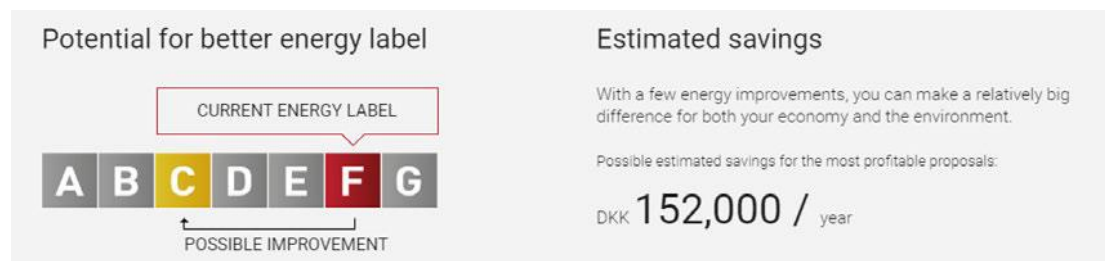 Potential for better energy label
CURRENT ENERGY LABEL
A B C D E F G
POSSIBLE IMPROVEMENT
Estimated savings
With a few energy improvements, you can make a relatively big
difference for both your economy and the environment.
Possible estimated savings for the most profitable proposals:
DKK 152,000 / year